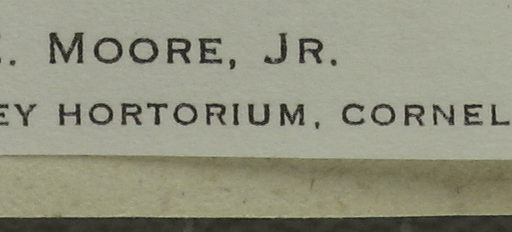 . MOORE, JR.
EY HORTORIUM, CORNEL